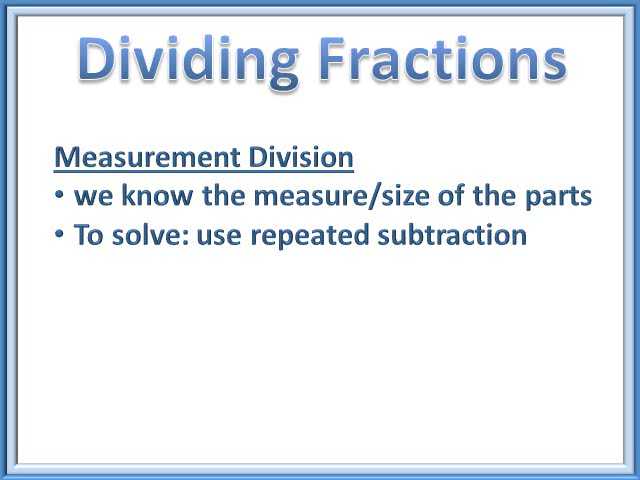 Dividing Fractions
Measurement Division
• we know the measure/size of the parts
• To solve: use repeated subtraction